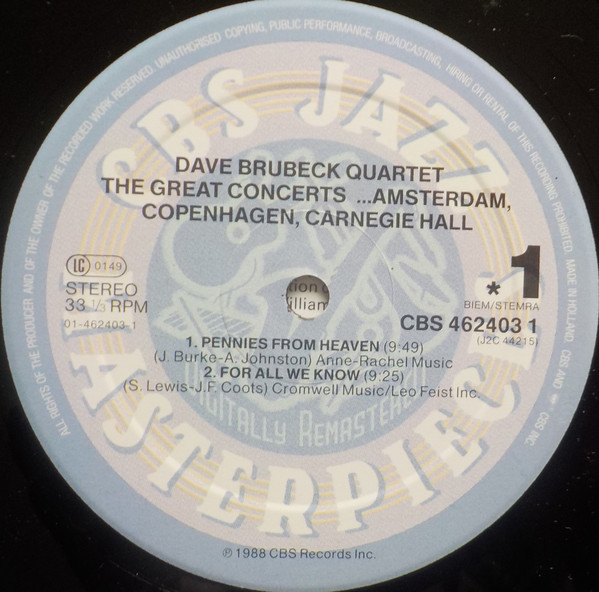 ALL RIGHTS OF THE PRODUCER AND OF THE OWNER OF THE RECORDED WORK RESERVED. UNAUTHORISED COPYING, PUBLIC PERFORMANCE, BROADCASTING, HIRING OR RENTAL OF THIS RECORDING PROHIBITED MADE IN HOLLAND CBS AND CBS INC.
CBS JAZZ
DAVE BRUBECK QUARTET
THE GREAT CONCERTS ...AMSTERDAM,
COPENHAGEN, CARNEGIE HALL
LC 0149
STEREO
33 1/3 RPM
01-462403-1
tion
illiam
* 1
BIEM/STEMRA
CBS 462403 1
(J2C 44215)
1. PENNIES FROM HEAVEN (9:49)
(J. Burke-A. Johnston) Anne-Rachel Music
2. FOR ALL WE KNOW (9:25)
(S. Lewis-J.F. Coots) Cromwell Music/Leo Feist Inc.
DIGITALLY REMASTERED
MASTERPIECES
℗ 1988 CBS Records Inc.